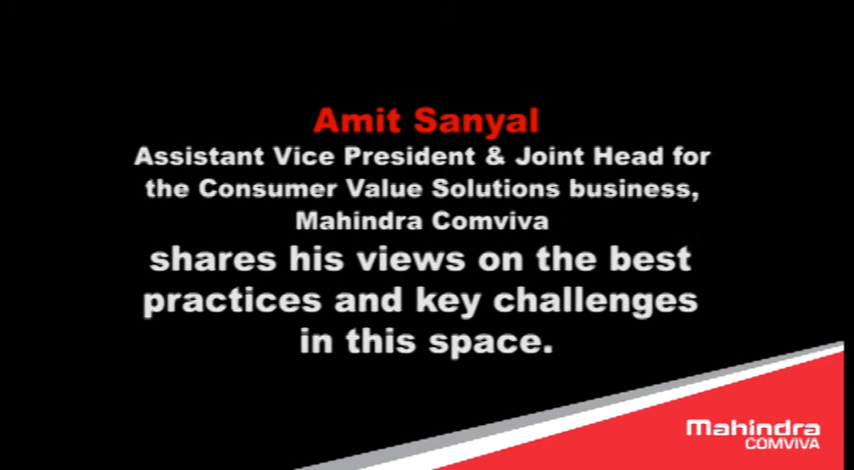 Amit Sanyal
Assistant Vice President & Joint Head for
the Consumer Value Solutions business,
Mahindra Comviva
shares his views on the best
practices and key challenges
in this space.
Mahindra
COMVIVA